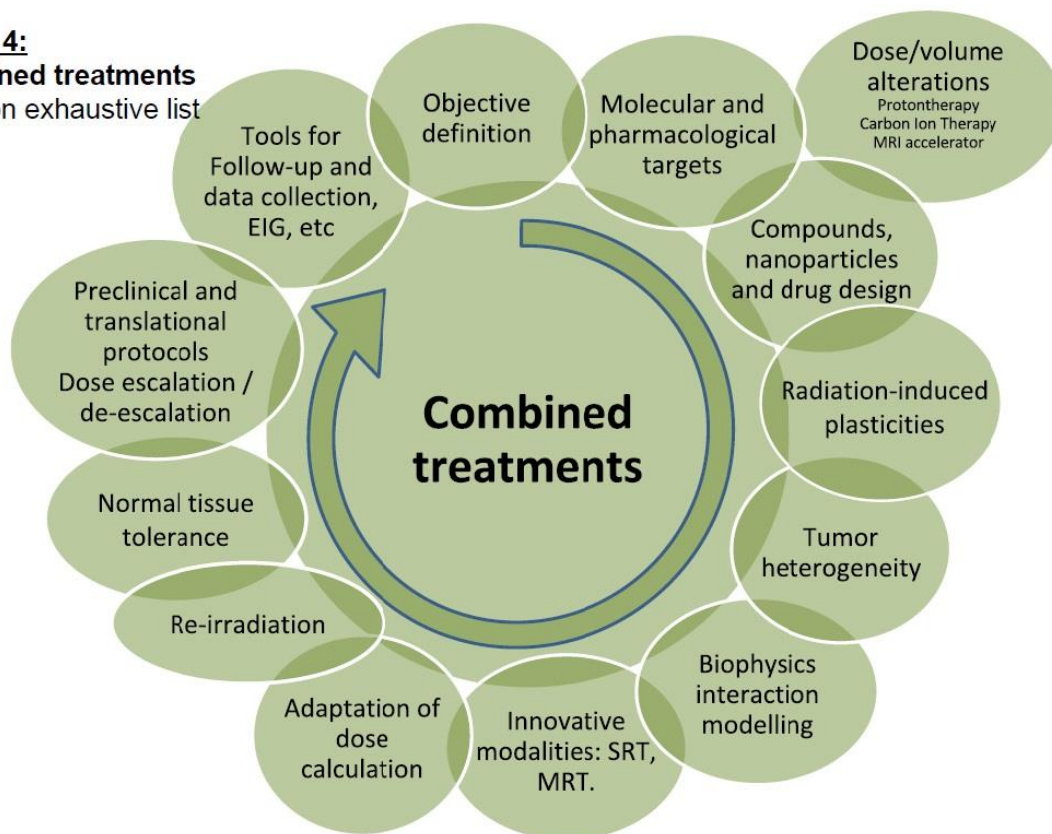 4:
ned treatments
n exhaustive list
Objective
definition
Molecular and
pharmacological
targets
Dose/volume
alterations
Protontherapy
Carbon Ion Therapy
MRI accelerator
Compounds,
nanoparticles
and drug design
Radiation-induced
plasticities
Tumor
heterogeneity
Biophysics
interaction
modelling
Innovative
modalities: SRT,
MRT.
Adaptation of
dose
calculation
Re-irradiation
Normal tissue
tolerance
Preclinical and
translational
protocols
Dose escalation /
de-escalation
Tools for
Follow-up and
data collection,
EIG, etc
Combined
treatments